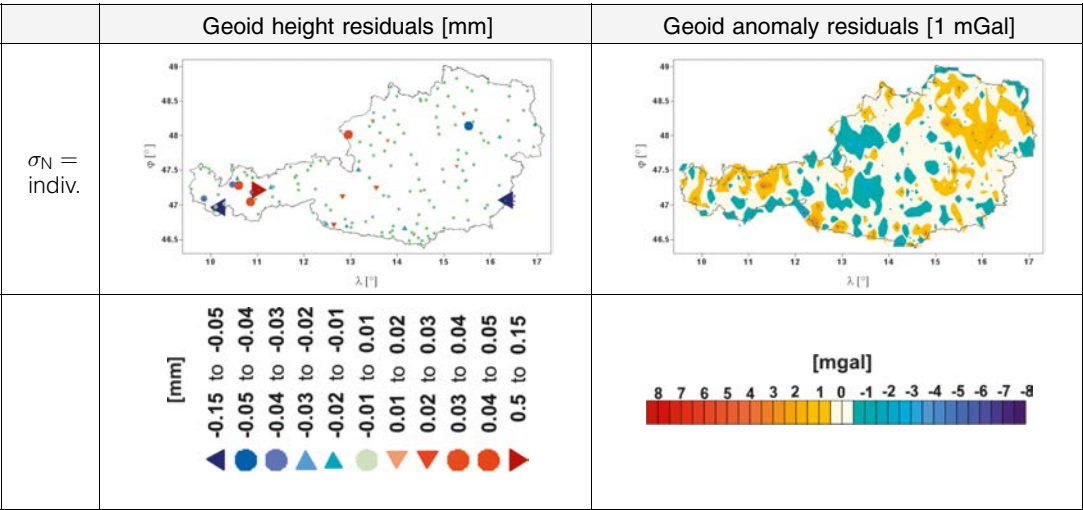 Geoid height residuals [mm]
Geoid anomaly residuals [1 mGal]
σN =
indiv.
49
48.5
48
47.5
47
46.5
φ [°]
10 11 12 13 14 15 16 17
λ [°]
49
48.5
48
47.5
47
46.5
φ [°]
10 11 12 13 14 15 16 17
λ [°]
[mm]
-0.15 to -0.05
-0.05 to -0.04
-0.04 to -0.03
-0.03 to -0.02
-0.02 to -0.01
-0.01 to 0.01
0.01 to 0.02
0.02 to 0.03
0.03 to 0.04
0.04 to 0.05
0.5 to 0.15
[mgal]
8 7 6 5 4 3 2 1 0 -1 -2 -3 -4 -5 -6 -7 -8